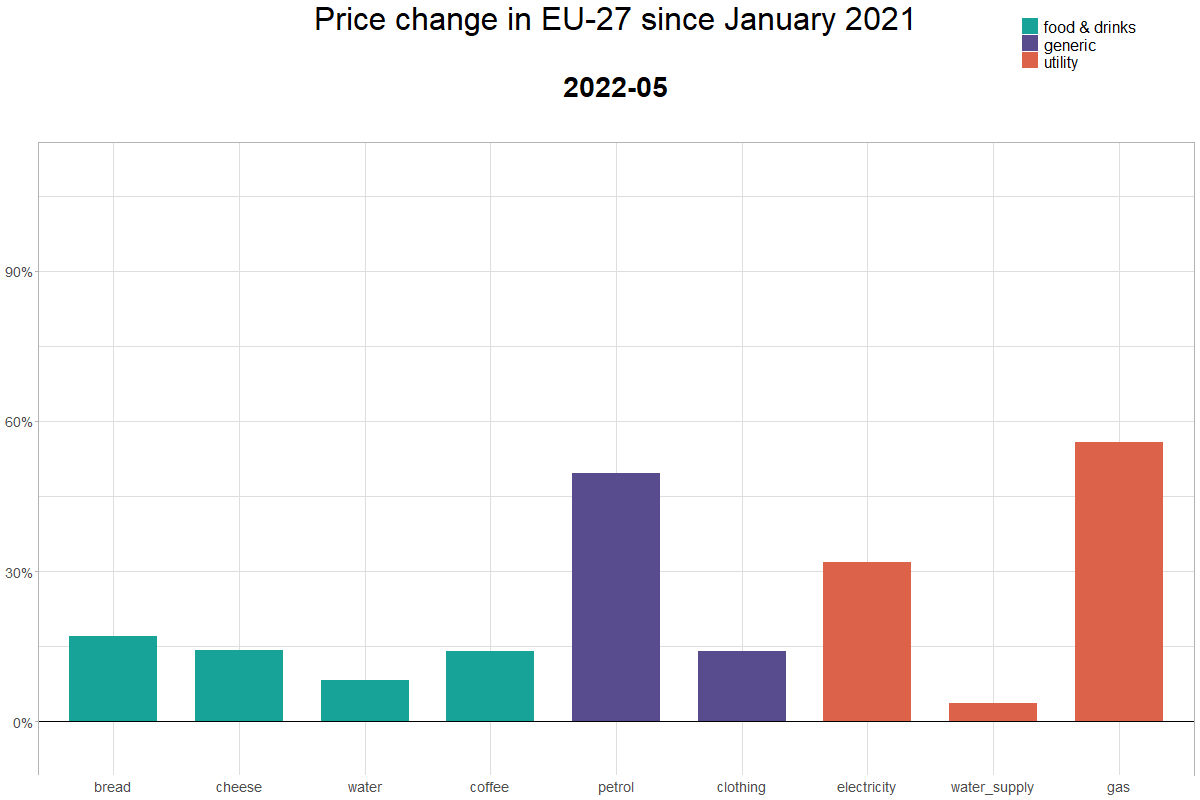 Price change in EU-27 since January 2021
food & drinks
generic
utility
2022-05
90%
60%
30%
0%
bread cheese water coffee petrol clothing electricity water_supply gas